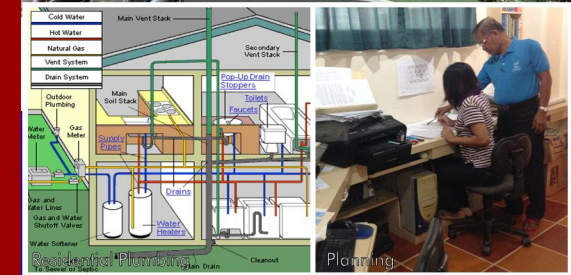 Cold Water
Hot Water
Natural Gas
Vent System
Drain System
Main Vent Stack
Secondary
Vent Stack
Pop-Up Drain
Stoppers
Toilets
Faucets
Main
Soil Stack
Outdoor
Plumbing
Water
Meter
Gas
Meter
Supply
Pipes
Drains
Gas and
Water Lines
Gas and Water
Shutoff Valves
Water
Heaters
Water Softener
Cleanout
Main Drain
To Sewer or Septic
Residential Plumbing
Planning